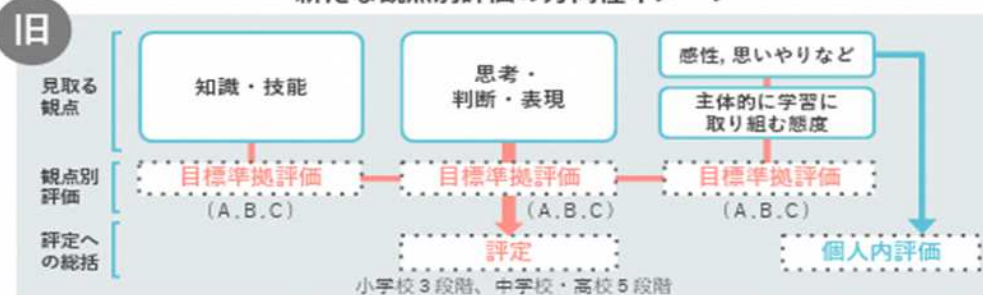 旧
見取る
観点
知識・技能
思考・
判断・表現
感性，思いやりなど
主体的に学習に
取り組む態度
観点別
評価
目標準拠評価
目標準拠評価
目標準拠評価
(A.B.C)
(A.B.C)
(A.B.C)
評定へ
の総括
評定
個人内評価
小学校3段階、中学校・高校5段階